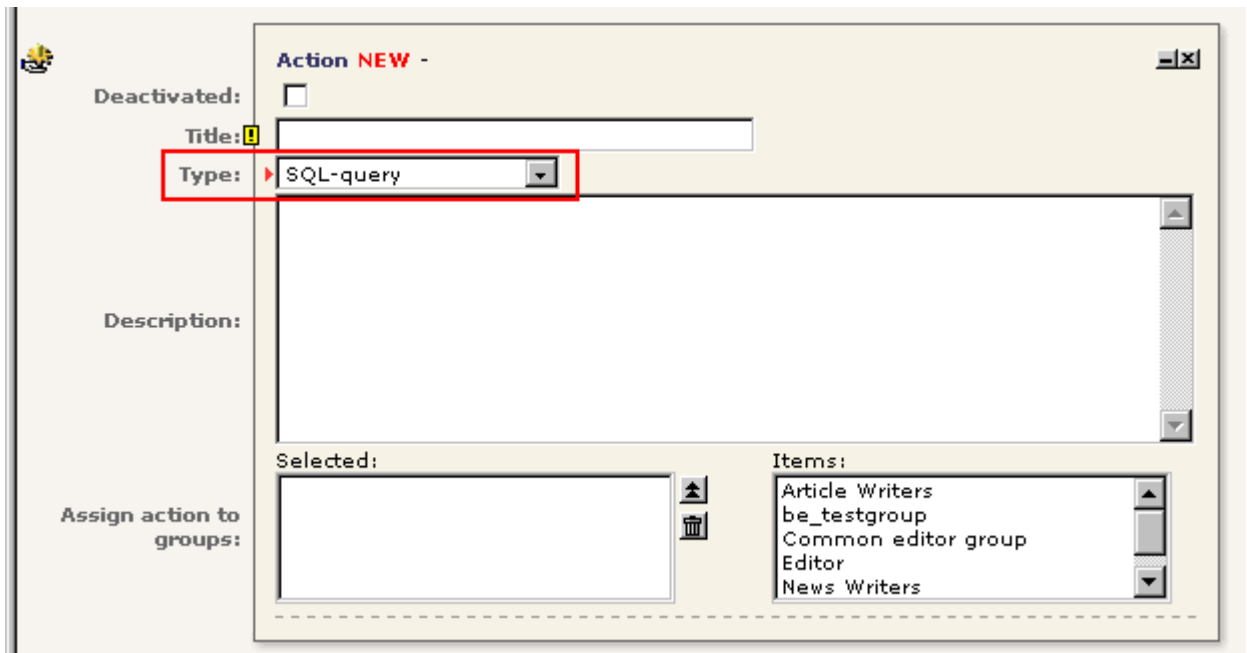 Action NEW -
Deactivated:
Title:
Type: SQL-query
Description:
Selected: Items:
Assign action to groups:
Article Writers
be_testgroup
Common editor group
Editor
News Writers